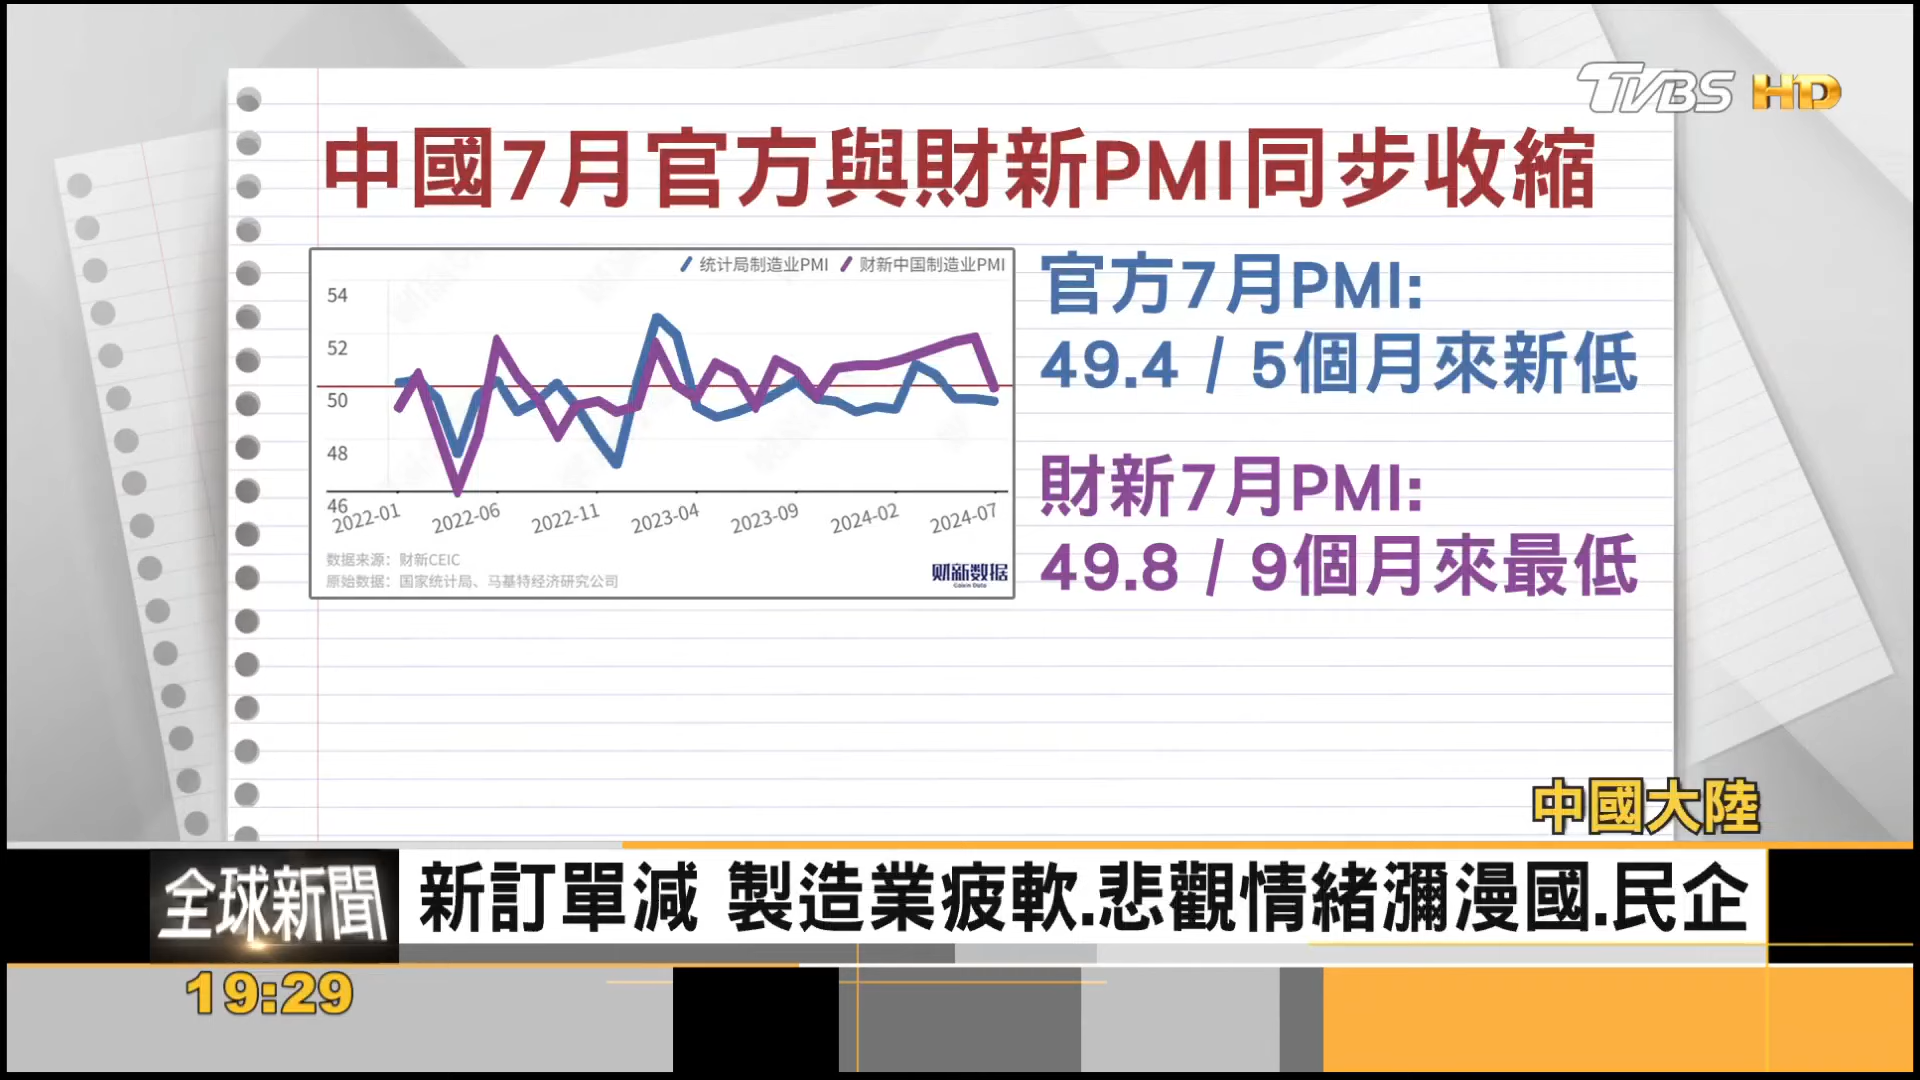 TVBS HD
中國7月官方與財新PMI同步收縮
统计局制造业PMI 财新中国制造业PMI
54
52
50
48
46
2022-01 2022-06 2022-11 2023-04 2023-09 2024-02 2024-07
数据来源：财新CEIC
原始数据：国家统计局、马基特经济研究公司
财新数据
Caixin Data
官方7月PMI:
49.4 / 5個月來新低
財新7月PMI:
49.8 / 9個月來最低
中國大陸
全球新聞
新訂單減 製造業疲軟.悲觀情緒瀰漫國.民企
19:29